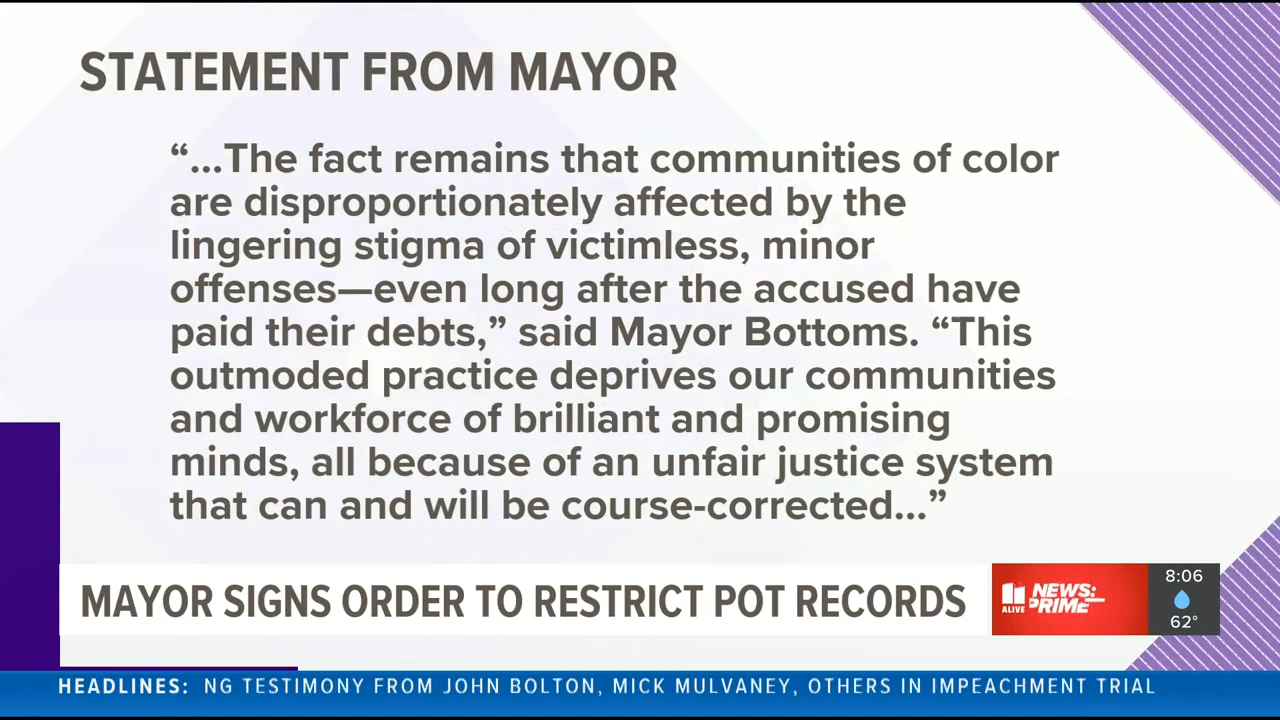 STATEMENT FROM MAYOR
“...The fact remains that communities of color
are disproportionately affected by the
lingering stigma of victimless, minor
offenses—even long after the accused have
paid their debts,” said Mayor Bottoms. “This
outmoded practice deprives our communities
and workforce of brilliant and promising
minds, all because of an unfair justice system
that can and will be course-corrected...”
MAYOR SIGNS ORDER TO RESTRICT POT RECORDS
11 ALIVE
NEWS:
PRIME
8:06
62°
HEADLINES: NG TESTIMONY FROM JOHN BOLTON, MICK MULVANEY, OTHERS IN IMPEACHMENT TRIAL